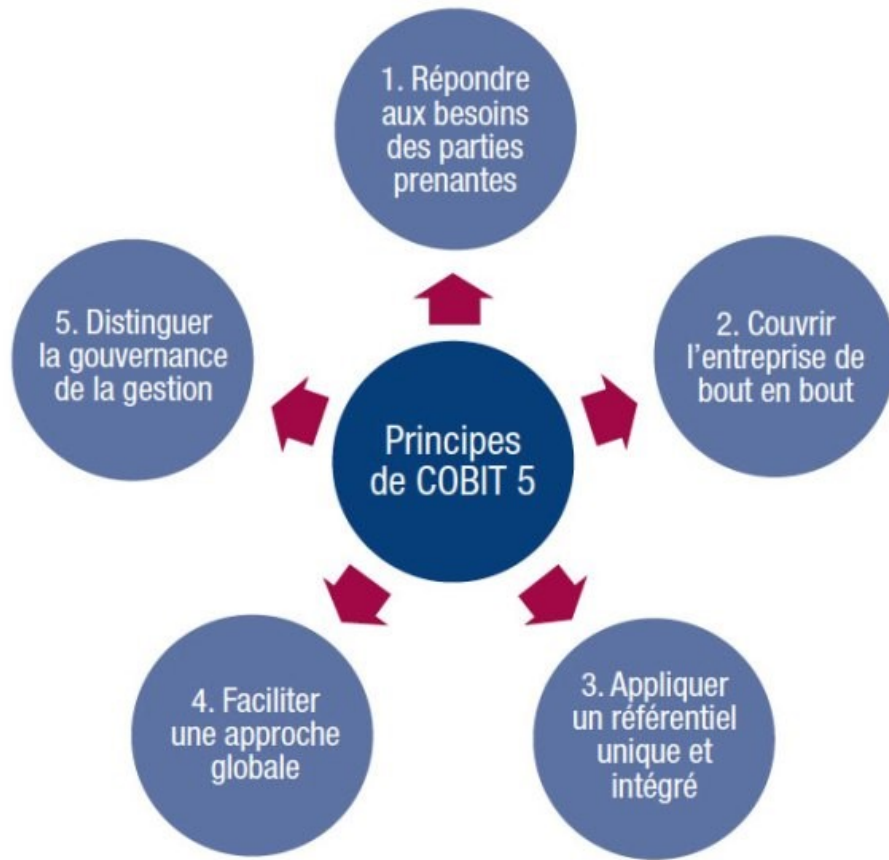 1. Répondre
aux besoins
des parties
prenantes
2. Couvrir
l'entreprise de
bout en bout
3. Appliquer
un référentiel
unique et
intégré
4. Faciliter
une approche
globale
5. Distinguer
la gouvernance
de la gestion
Principes
de COBIT 5